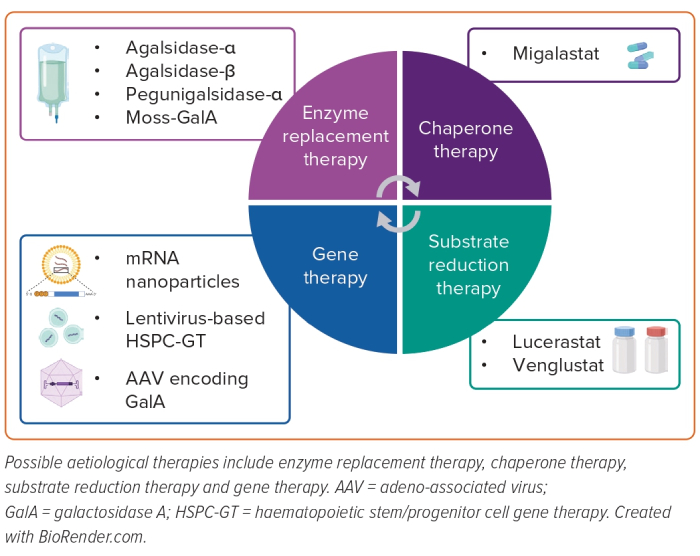 Agalsidase-α
Agalsidase-β
Pegunigalsidase-α
Moss-GalA
Migalastat
Enzyme
replacement
therapy
Chaperone
therapy
Gene
therapy
Substrate
reduction
therapy
mRNA
nanoparticles
Lentivirus-based
HSPC-GT
AAV encoding
GalA
Lucerastat
Venglustat
Possible aetiological therapies include enzyme replacement therapy, chaperone therapy,
substrate reduction therapy and gene therapy. AAV = adeno-associated virus;
GalA = galactosidase A; HSPC-GT = haematopoietic stem/progenitor cell gene therapy. Created
with BioRender.com.